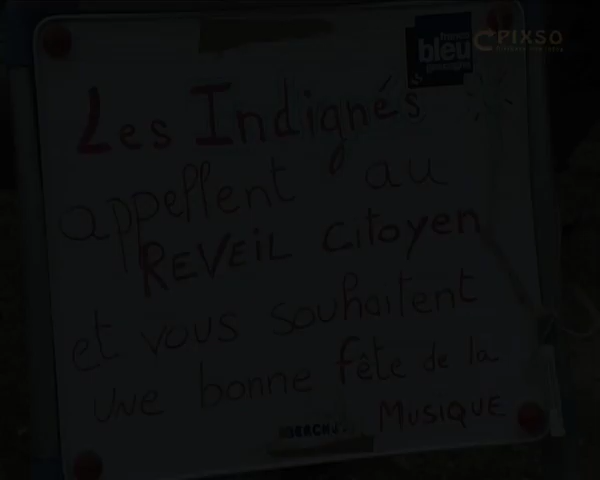 PIXSO
bleu
Les Indignés
appellent au
REVEIL Citoyen
et vous souhaitent
une bonne fête de la
MUSIQUE